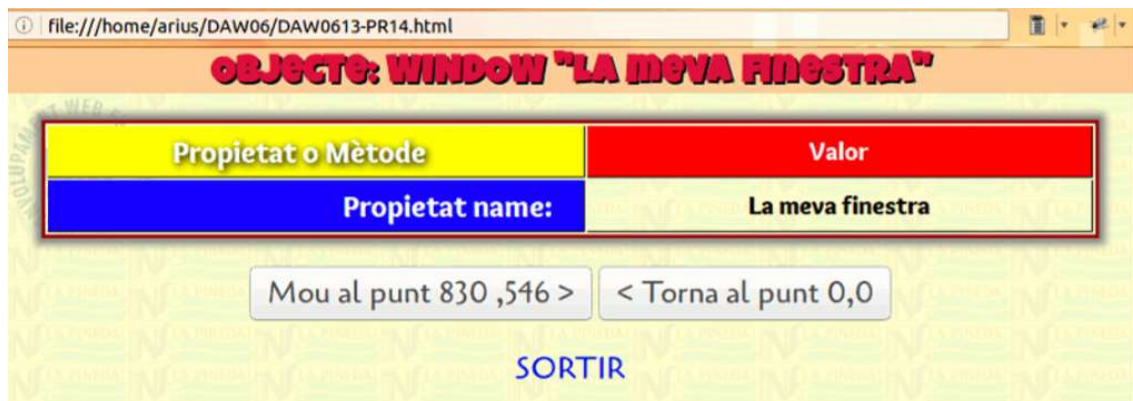 file:///home/arius/DAW06/DAW0613-PR14.html
OBJECTE: WINDOW "LA MEVA FINESTRA"
Propietat o Mètode Valor
Propietat name: La meva finestra
Mou al punt 830 ,546 > < Torna al punt 0,0
SORTIR